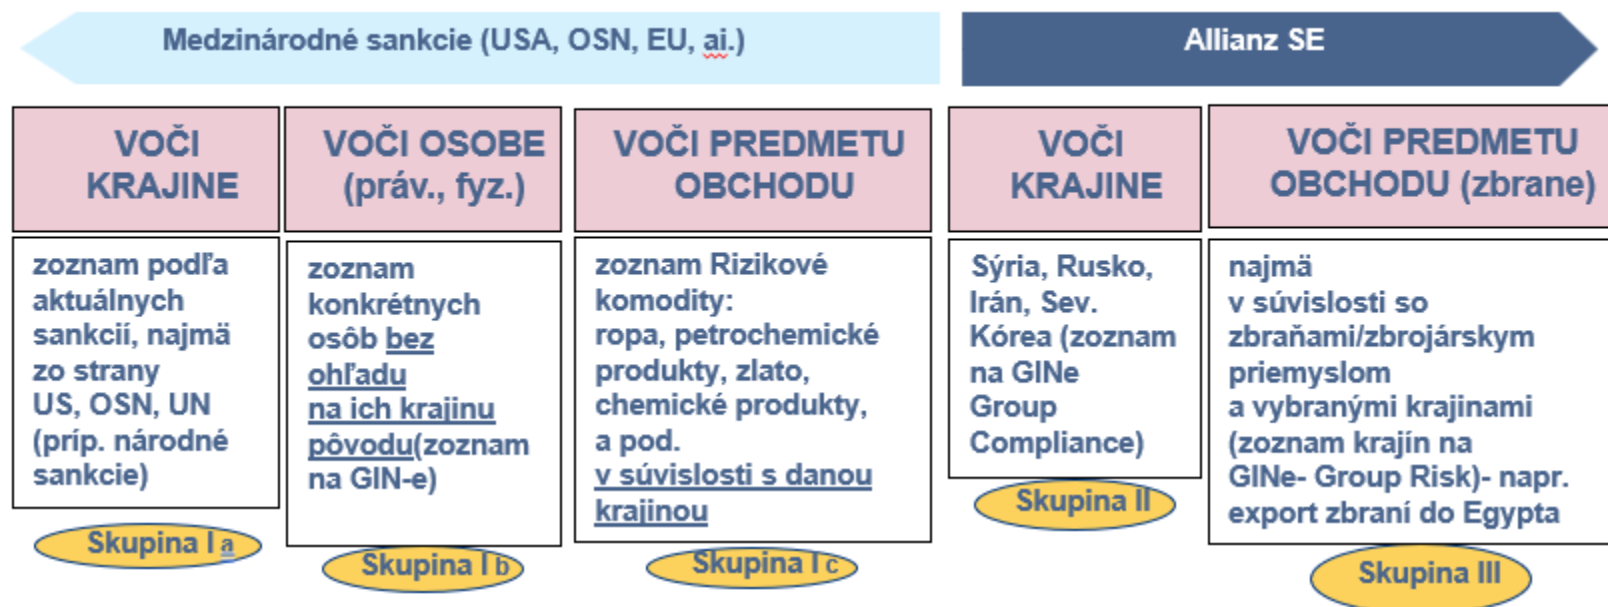 Medzinárodné sankcie (USA, OSN, EU, ai.)
Allianz SE
VOČI
KRAJINE
zoznam podľa
aktuálnych
sankcií, najmä
zo strany
US, OSN, UN
(príp. národné
sankcie)
Skupina I a
VOČI OSOBE
(práv., fyz.)
zoznam
konkrétnych
osôb bez
ohľadu
na ich krajinu
pôvodu(zoznam
na GIN-e)
Skupina I b
VOČI PREDMETU
OBCHODU
zoznam Rizikové
komodity:
ropa, petrochemické
produkty, zlato,
chemické produkty,
a pod.
v súvislosti s danou
krajinou
Skupina I c
VOČI
KRAJINE
Sýria, Rusko,
Irán, Sev.
Kórea (zoznam
na GINe
Group
Compliance)
Skupina II
VOČI PREDMETU
OBCHODU (zbrane)
najmä
v súvislosti so
zbraňami/zbrojárskym
priemyslom
a vybranými krajinami
(zoznam krajín na
GINe- Group Risk)- napr.
export zbraní do Egypta
Skupina III